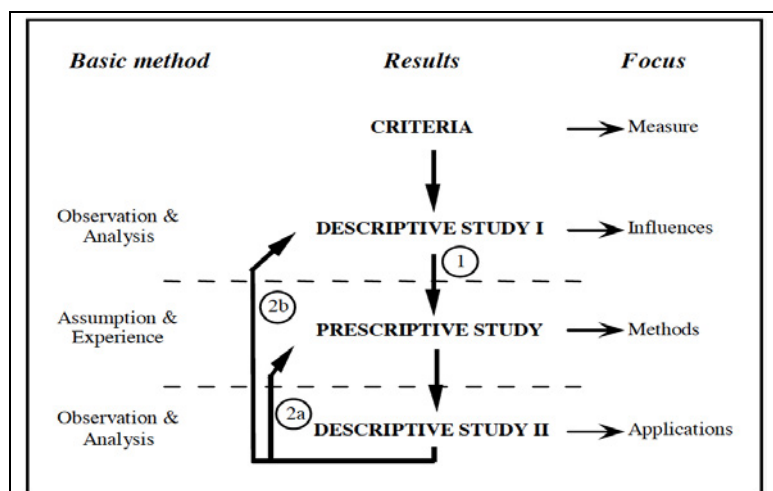 Basic method Results Focus
CRITERIA Measure
Observation &
Analysis
DESCRIPTIVE STUDY I Influences
1
2b
Assumption &
Experience
PRESCRIPTIVE STUDY Methods
2a
Observation &
Analysis
DESCRIPTIVE STUDY II Applications